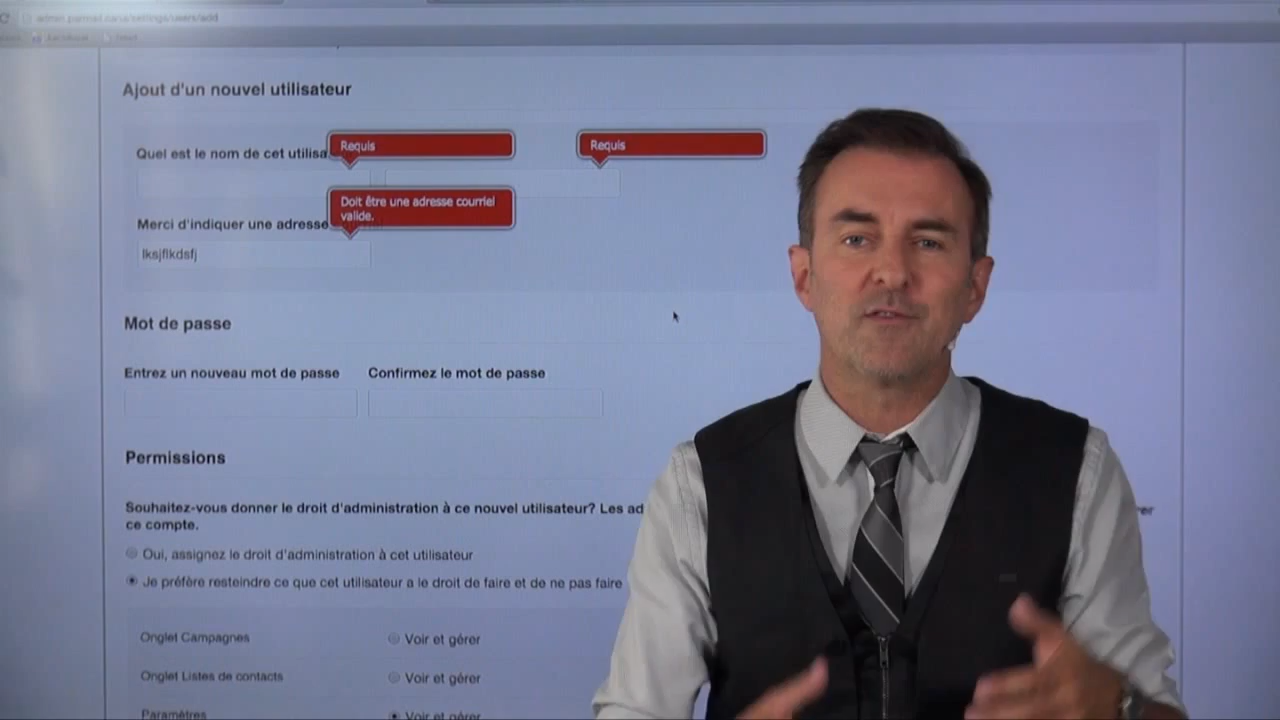 Ajout d'un nouvel utilisateur
Quel est le nom de cet utilisa
Requis
Requis
Doit être une adresse courriel
valide.
Merci d'indiquer une adresse
lksjflkdsfj
Mot de passe
Entrez un nouveau mot de passe
Confirmez le mot de passe
Permissions
Souhaitez-vous donner le droit d'administration à ce nouvel utilisateur? Les ad
ce compte.
Oui, assignez le droit d'administration à cet utilisateur
Je préfère resteindre ce que cet utilisateur a le droit de faire et de ne pas faire
Onglet Campagnes
Voir et gérer
Onglet Listes de contacts
Voir et gérer
Paramètres
Voir et gérer